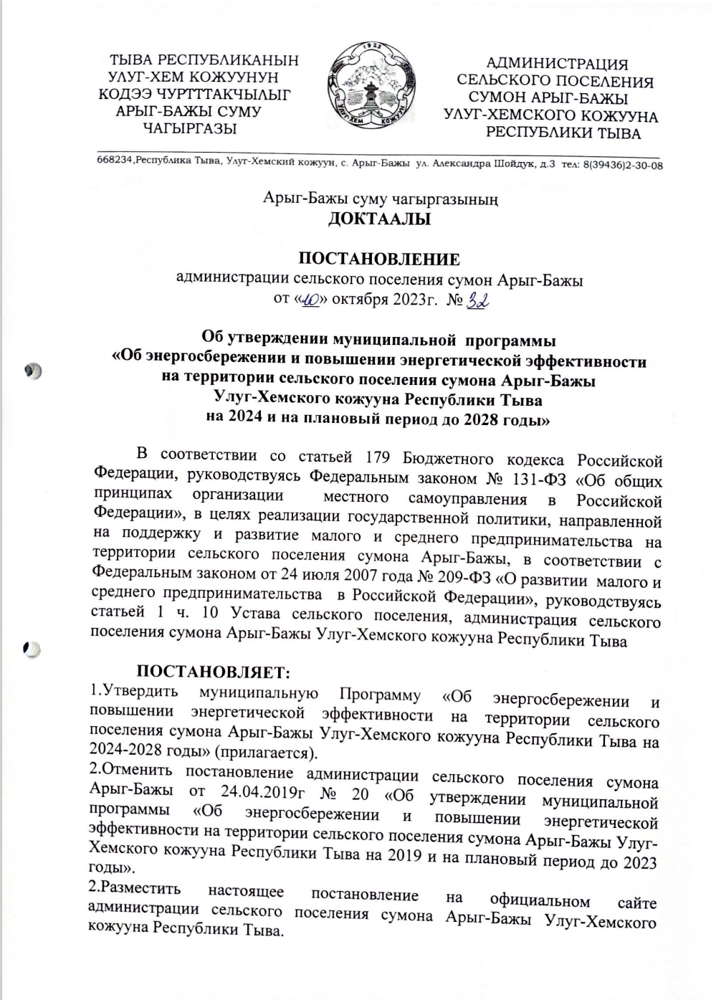 ТЫВА РЕСПУБЛИКАНЫН
УЛУГ-ХЕМ КОЖУУНУН
КОДЭЭ ЧУРТТТАКЧЫЛЫГ
АРЫГ-БАЖЫ СУМУ
ЧАГЫРГАЗЫ
1923
УЛУГ-ХЕМ КОЖУУН
АДМИНИСТРАЦИЯ
СЕЛЬСКОГО ПОСЕЛЕНИЯ
СУМОН АРЫГ-БАЖЫ
УЛУГ-ХЕМСКОГО КОЖУУНА
РЕСПУБЛИКИ ТЫВА
668234,Республика Тыва, Улуг-Хемский кожуун, с. Арыг-Бажы ул. Александра Шойдук, д.3 тел: 8(39436)2-30-08
Арыг-Бажы суму чагыргазының
ДОКТААЛЫ
ПОСТАНОВЛЕНИЕ
администрации сельского поселения сумон Арыг-Бажы
от «10» октября 2023г. № 32
Об утверждении муниципальной программы
«Об энергосбережении и повышении энергетической эффективности
на территории сельского поселения сумона Арыг-Бажы
Улуг-Хемского кожууна Республики Тыва
на 2024 и на плановый период до 2028 годы»
В соответствии со статьей 179 Бюджетного кодекса Российской
Федерации, руководствуясь Федеральным законом № 131-ФЗ «Об общих
принципах организации местного самоуправления в Российской
Федерации», в целях реализации государственной политики, направленной
на поддержку и развитие малого и среднего предпринимательства на
территории сельского поселения сумона Арыг-Бажы, в соответствии с
Федеральным законом от 24 июля 2007 года № 209-ФЗ «О развитии малого и
среднего предпринимательства в Российской Федерации», руководствуясь
статьей 1 ч. 10 Устава сельского поселения, администрация сельского
поселения сумона Арыг-Бажы Улуг-Хемского кожууна Республики Тыва
ПОСТАНОВЛЯЕТ:
1.Утвердить муниципальную Программу «Об энергосбережении и
повышении энергетической эффективности на территории сельского
поселения сумона Арыг-Бажы Улуг-Хемского кожууна Республики Тыва на
2024-2028 годы» (прилагается).
2.Отменить постановление администрации сельского поселения сумона
Арыг-Бажы от 24.04.2019г № 20 «Об утверждении муниципальной
программы «Об энергосбережении и повышении энергетической
эффективности на территории сельского поселения сумона Арыг-Бажы Улуг-
Хемского кожууна Республики Тыва на 2019 и на плановый период до 2023
годы».
2.Разместить настоящее постановление на официальном сайте
администрации сельского поселения сумона Арыг-Бажы Улуг-Хемского
кожууна Республики Тыва.